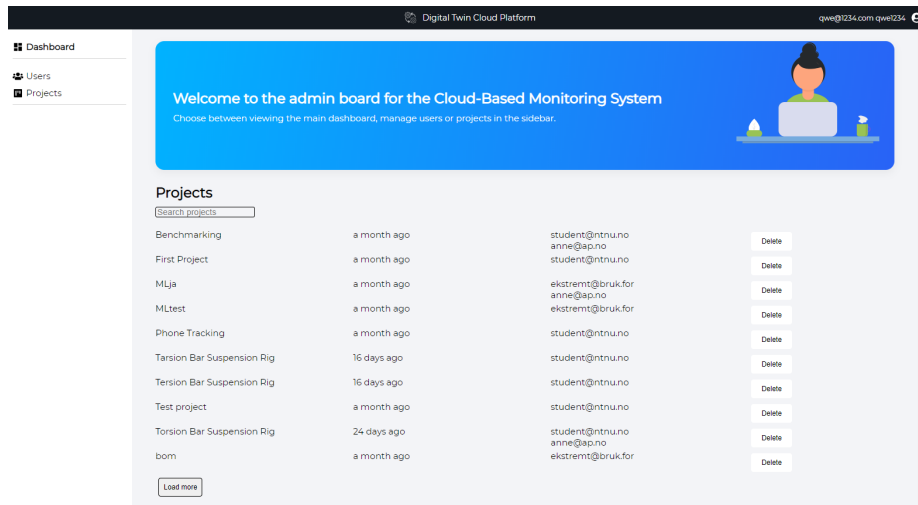 Digital Twin Cloud Platform
qwe@1234.com qwe1234
Dashboard
Users
Projects
Welcome to the admin board for the Cloud-Based Monitoring System
Choose between viewing the main dashboard, manage users or projects in the sidebar.
Projects
Search projects
Benchmarking a month ago student@ntnu.no Delete
anne@ap.no
First Project a month ago student@ntnu.no Delete
MLja a month ago ekstremt@bruk.for Delete
anne@ap.no
MLtest a month ago ekstremt@bruk.for Delete
Phone Tracking a month ago student@ntnu.no Delete
Tarsion Bar Suspension Rig 16 days ago student@ntnu.no Delete
Tersion Bar Suspension Rig 16 days ago student@ntnu.no Delete
Test project a month ago student@ntnu.no Delete
Torsion Bar Suspension Rig 24 days ago student@ntnu.no Delete
anne@ap.no
bom a month ago ekstremt@bruk.for Delete
Load more